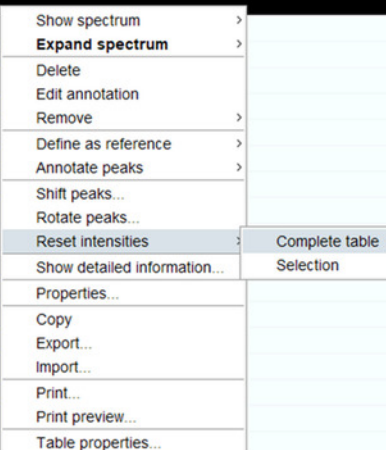 Show spectrum
Expand spectrum
Delete
Edit annotation
Remove
Define as reference
Annotate peaks
Shift peaks...
Rotate peaks...
Reset intensities
Complete table
Selection
Show detailed information...
Properties...
Copy
Export...
Import...
Print...
Print preview...
Table properties...